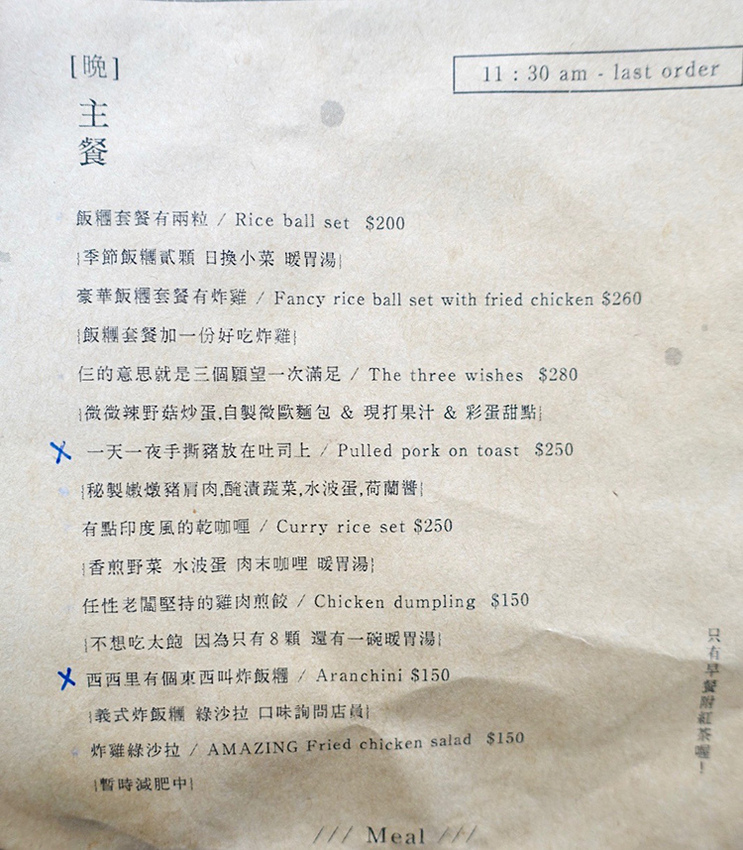 [晚]
主餐
11 : 30 am - last order
飯糰套餐有兩粒 / Rice ball set $200
|季節飯糰貳顆 日換小菜 暖胃湯|
豪華飯糰套餐有炸雞 / Fancy rice ball set with fried chicken $260
|飯糰套餐加一份好吃炸雞|
仨的意思就是三個願望一次滿足 / The three wishes $280
|微微辣野菇炒蛋,自製微歐麵包 & 現打果汁 & 彩蛋甜點|
X 一天一夜手撕豬放在吐司上 / Pulled pork on toast $250
|秘製嫩燉豬肩肉,醃漬蔬菜,水波蛋,荷蘭醬|
有點印度風的乾咖喱 / Curry rice set $250
|香煎野菜 水波蛋 肉末咖哩 暖胃湯|
任性老闆堅持的雞肉煎餃 / Chicken dumpling $150
|不想吃太飽 因為只有8顆 還有一碗暖胃湯|
X 西西里有個東西叫炸飯糰 / Aranchini $150
|義式炸飯糰 綠沙拉 口味詢問店員|
炸雞綠沙拉 / AMAZING Fried chicken salad $150
|暫時減肥中|
只有早餐附紅茶喔!
/// Meal ///